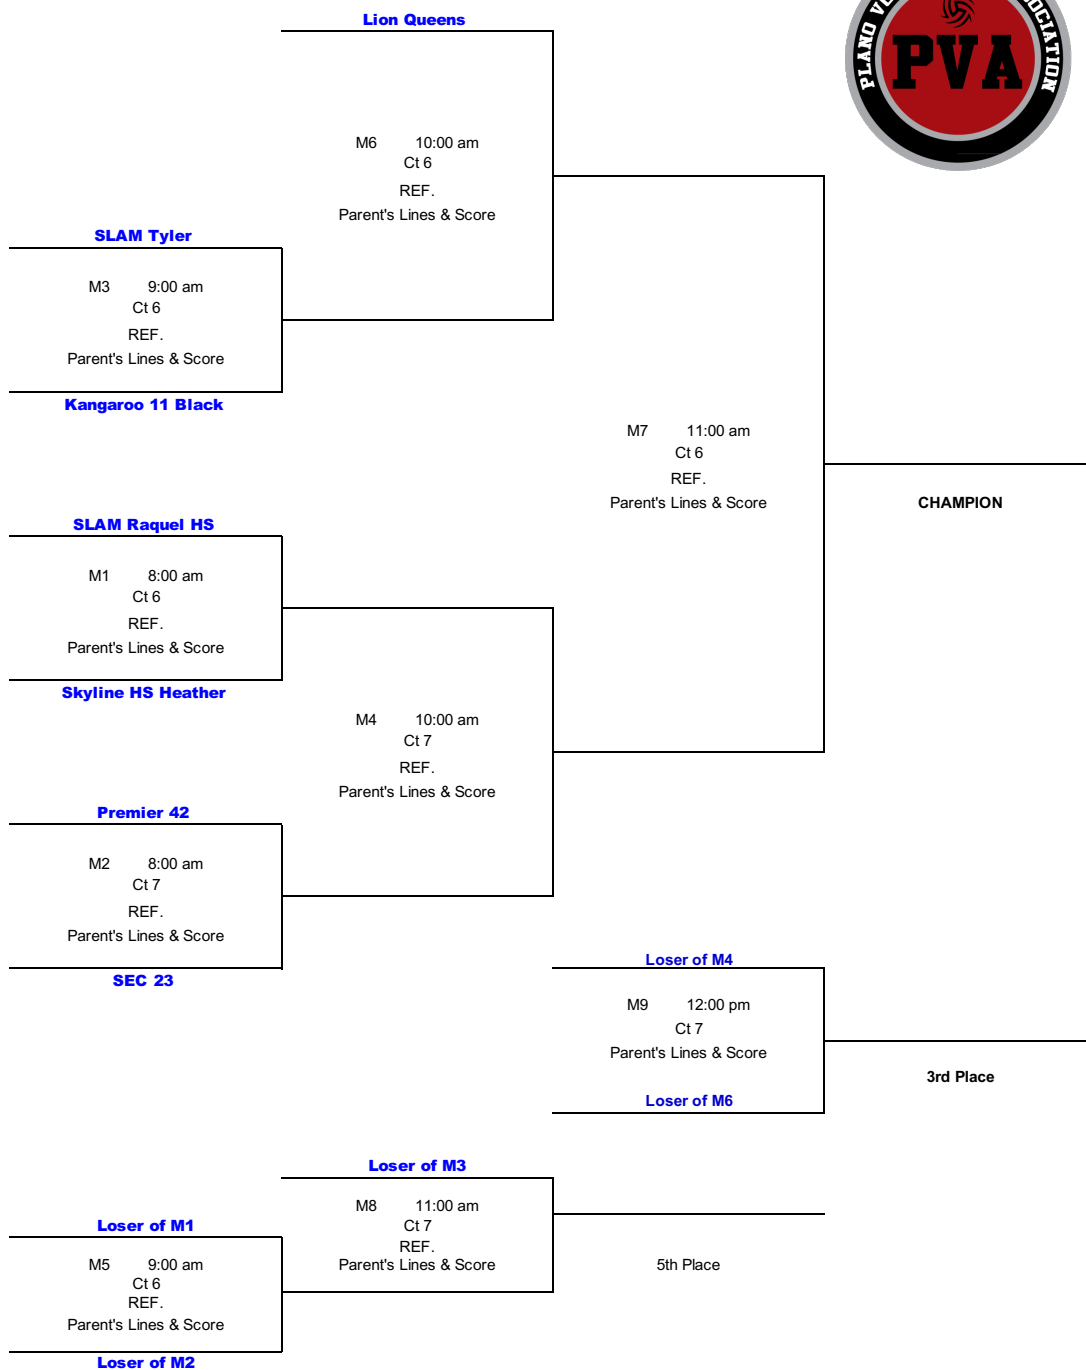 Lion Queens
PLANO VO
OCIATION
PVA
M6 10:00 am
Ct 6
REF.
Parent's Lines & Score
SLAM Tyler
M3 9:00 am
Ct 6
REF.
Parent's Lines & Score
Kangaroo 11 Black
M7 11:00 am
Ct 6
REF.
Parent's Lines & Score
CHAMPION
SLAM Raquel HS
M1 8:00 am
Ct 6
REF.
Parent's Lines & Score
Skyline HS Heather
M4 10:00 am
Ct 7
REF.
Parent's Lines & Score
Premier 42
M2 8:00 am
Ct 7
REF.
Parent's Lines & Score
SEC 23
Loser of M4
M9 12:00 pm
Ct 7
Parent's Lines & Score
3rd Place
Loser of M6
Loser of M3
M8 11:00 am
Ct 7
REF.
Parent's Lines & Score
5th Place
Loser of M1
M5 9:00 am
Ct 6
REF.
Parent's Lines & Score
Loser of M2